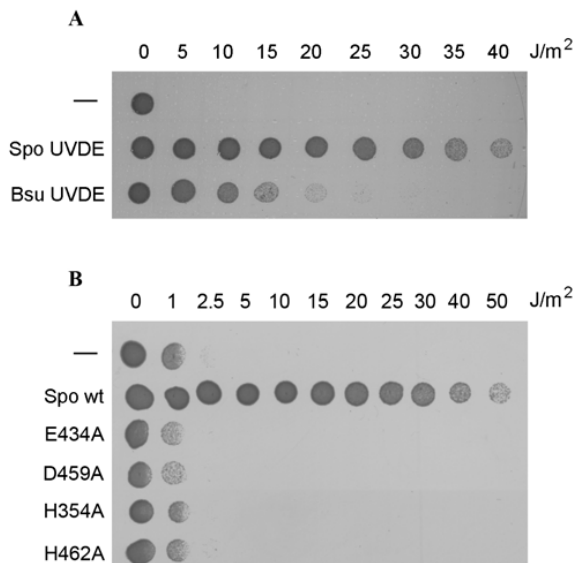 A
0 5 10 15 20 25 30 35 40 J/m2
—
Spo UVDE
Bsu UVDE
B
0 1 2.5 5 10 15 20 25 30 40 50 J/m2
—
Spo wt
E434A
D459A
H354A
H462A